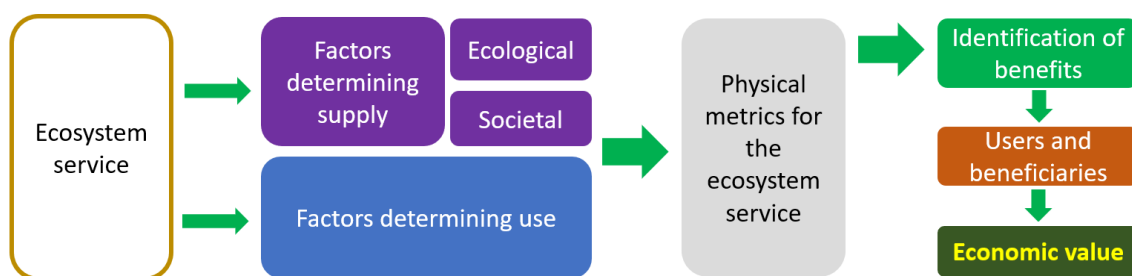 Ecosystem
service
Factors
determining
supply
Ecological
Societal
Factors determining use
Physical
metrics for
the
ecosystem
service
Identification of
benefits
Users and
beneficiaries
Economic value